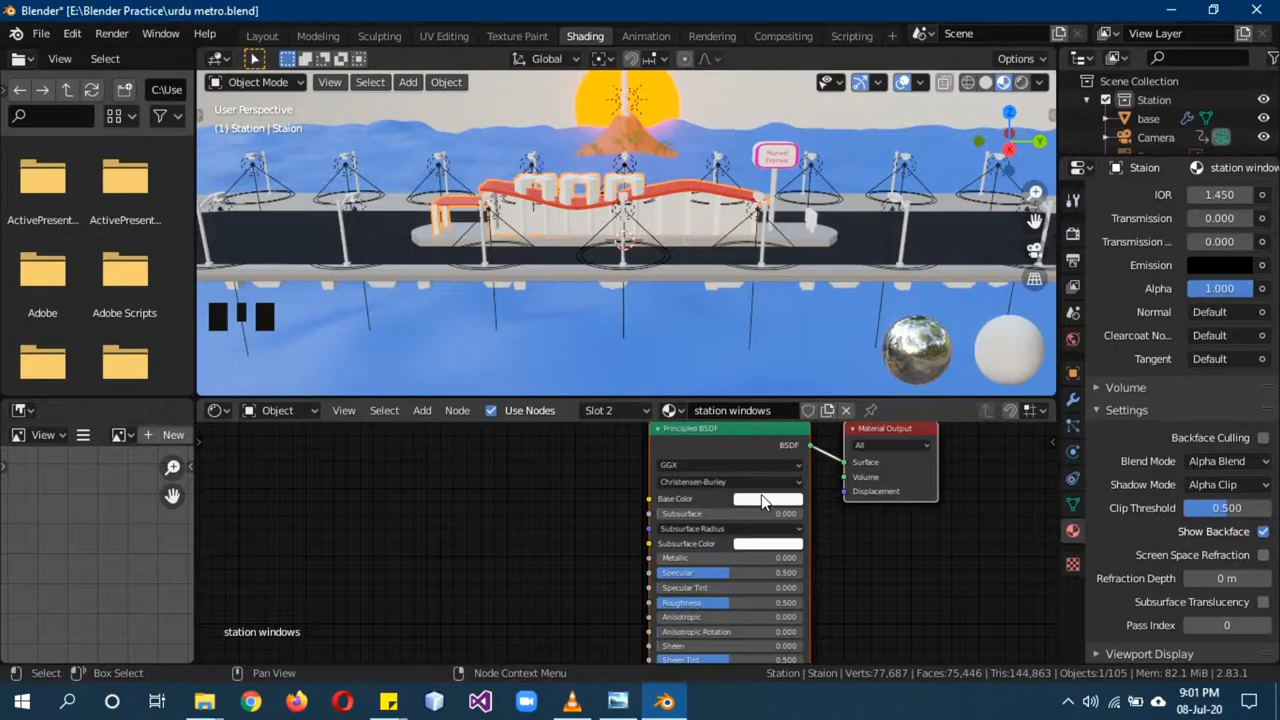 Blender* [E:\Blender Practice\urdu metro.blend]
File Edit Render Window Help Layout Modeling Sculpting UV Editing Texture Paint Shading Animation Rendering Compositing Scripting Scene View Layer
View Select Global Options
C:\Use Object Mode View Select Add Object Scene Collection
User Perspective Station
(1) Station | Staion base
Camera
Normal
Express
Staion station window
IOR 1.450
ActivePresent... ActivePresent... Transmission 0.000
Transmission ... 0.000
Emission
Alpha 1.000
Adobe Adobe Scripts Normal Default
Clearcoat No... Default
Tangent Default
Volume
Object View Select Add Node Use Nodes Slot 2 station windows Settings
View New Principled BSDF Material Output Backface Culling
BSDF All
GGX Surface Blend Mode Alpha Blend
Christensen-Burley Volume Shadow Mode Alpha Clip
Base Color Displacement
Subsurface 0.000 Clip Threshold 0.500
Subsurface Radius Show Backface
Subsurface Color
Metallic 0.000 Screen Space Refraction
Specular 0.500 Refraction Depth 0 m
Specular Tint 0.000
Roughness 0.500 Subsurface Translucency
Anisotropic 0.000 Pass Index 0
Anisotropic Rotation 0.000
station windows Sheen 0.000
Sheen Tint 0.500 Viewport Display
Select Box Select Pan View Node Context Menu Station | Staion | Verts:77,687 | Faces:75,446 | Tris:144,863 | Objects:1/105 | Mem: 82.1 MiB | 2.83.1
9:01 PM
08-Jul-20